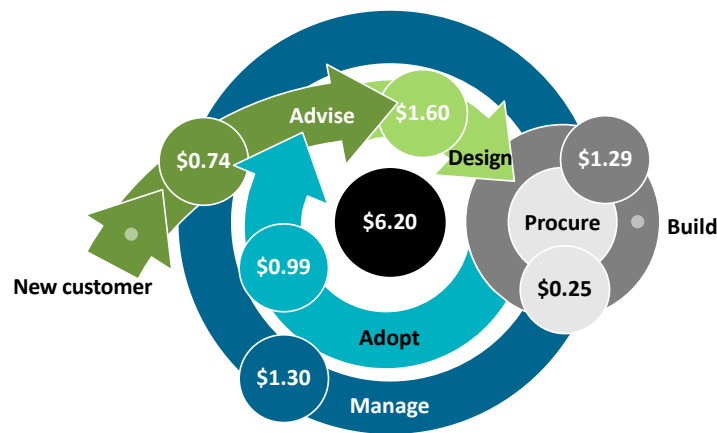 Advise
$1.60
$0.74
Design
$1.29
$6.20
Procure
Build
New customer
$0.99
$0.25
Adopt
$1.30
Manage